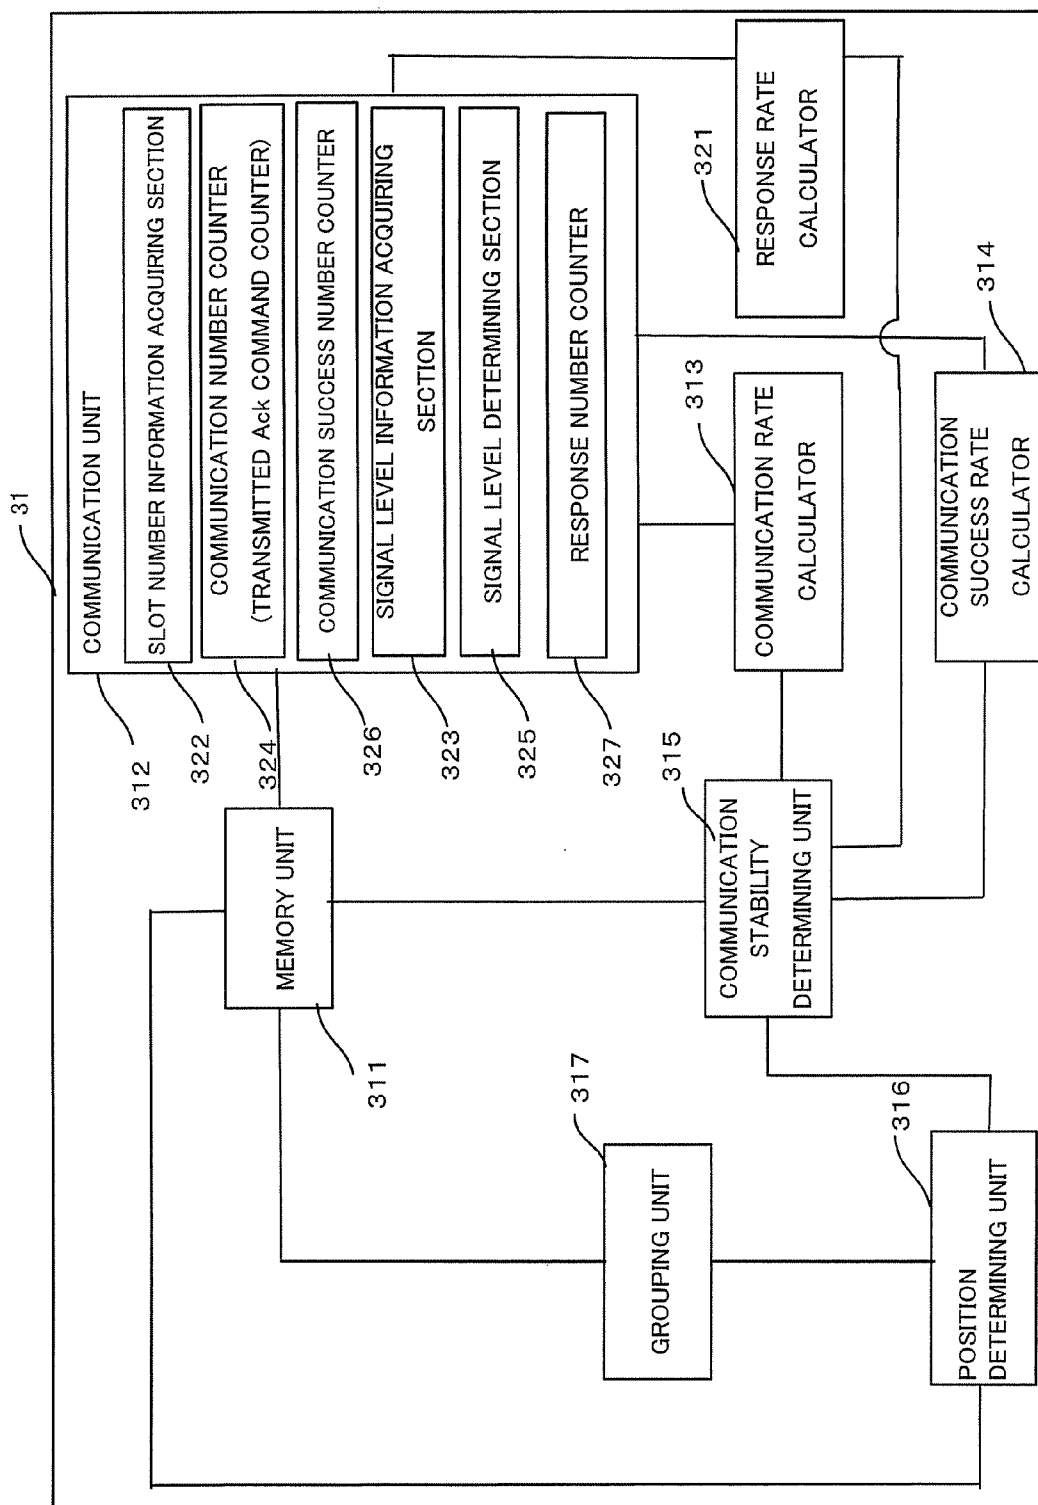 31
COMMUNICATION UNIT
312
SLOT NUMBER INFORMATION ACQUIRING SECTION
322
COMMUNICATION NUMBER COUNTER
(TRANSMITTED Ack COMMAND COUNTER)
324
COMMUNICATION SUCCESS NUMBER COUNTER
326
SIGNAL LEVEL INFORMATION ACQUIRING
SECTION
323
SIGNAL LEVEL DETERMINING SECTION
325
RESPONSE NUMBER COUNTER
327
MEMORY UNIT
311
RESPONSE RATE
CALCULATOR
321
COMMUNICATION RATE
CALCULATOR
313
COMMUNICATION
SUCCESS RATE
CALCULATOR
314
COMMUNICATION
STABILITY
DETERMINING UNIT
315
GROUPING UNIT
317
POSITION
DETERMINING UNIT
316